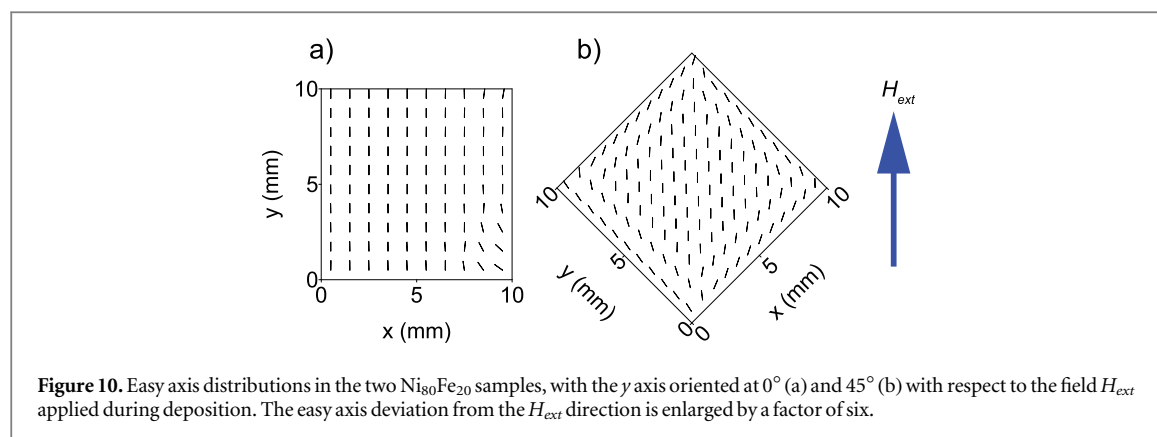 a)
b)
10
5
0
0
5
10
y (mm)
x (mm)
10
5
0
y (mm)
0
5
10
x (mm)
H_ext
Figure 10. Easy axis distributions in the two Ni₈₀Fe₂₀ samples, with the y axis oriented at 0° (a) and 45° (b) with respect to the field H_ext
applied during deposition. The easy axis deviation from the H_ext direction is enlarged by a factor of six.